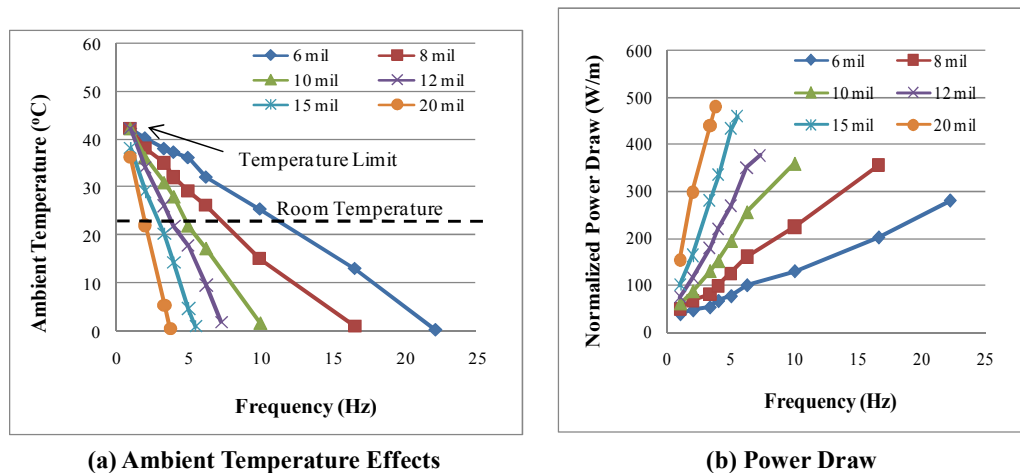 60
50
40
30
20
10
0
0 5 10 15 20 25
Ambient Temperature (°C)
Frequency (Hz)
6 mil 8 mil
10 mil 12 mil
15 mil 20 mil
Temperature Limit
Room Temperature
(a) Ambient Temperature Effects
600
500
400
300
200
100
0
0 5 10 15 20 25
Normalized Power Draw (W/m)
Frequency (Hz)
6 mil 8 mil
10 mil 12 mil
15 mil 20 mil
(b) Power Draw